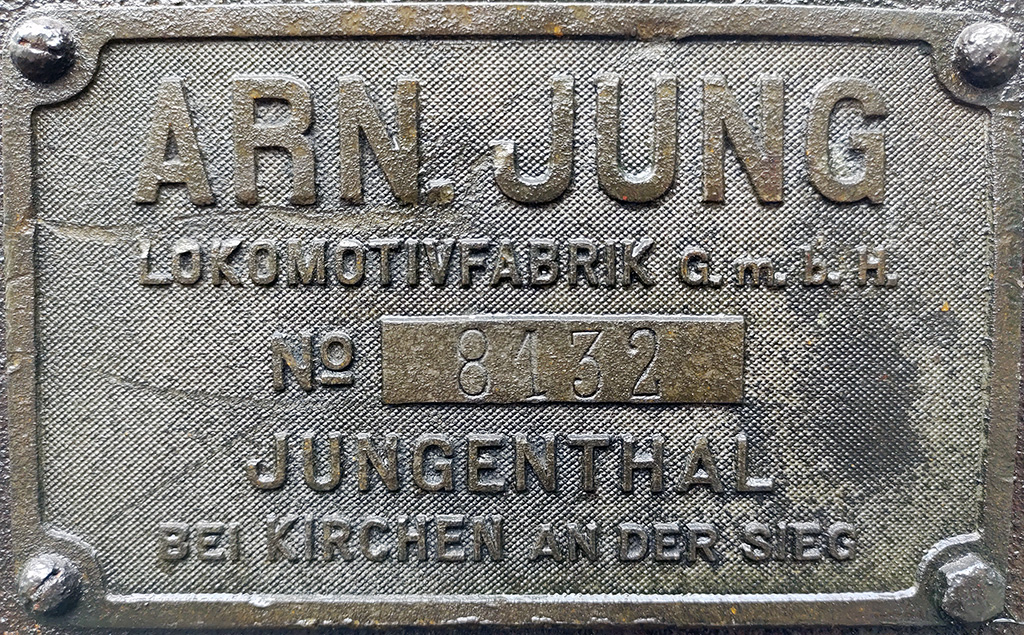 ARN. JUNG
LOKOMOTIVFABRIK G.m.b.H.
Nº 8132
JUNGENTHAL
BEI KIRCHEN AN DER SIEG